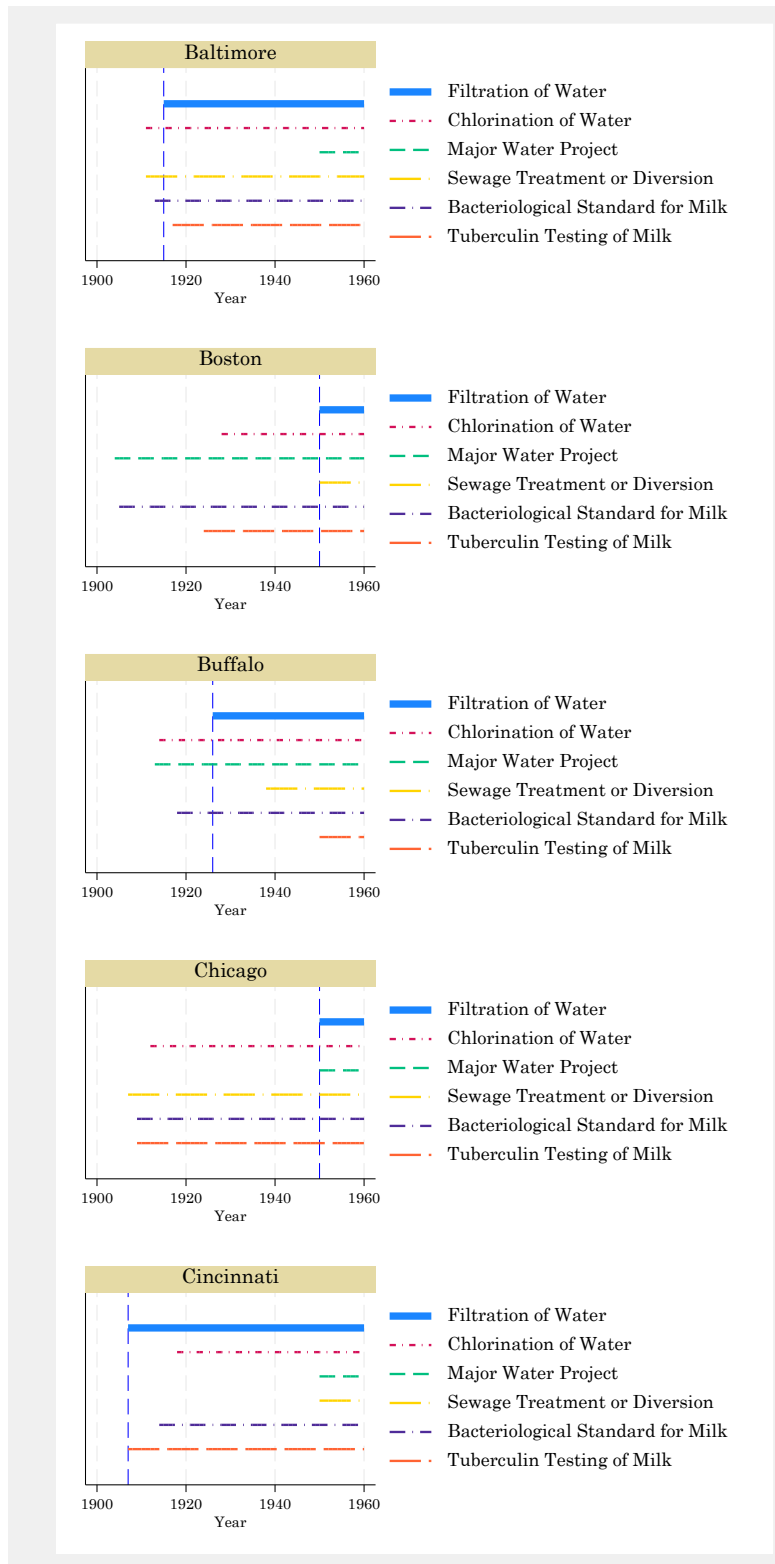 Baltimore
Filtration of Water
Chlorination of Water
Major Water Project
Sewage Treatment or Diversion
Bacteriological Standard for Milk
Tuberculin Testing of Milk
1900 1920 1940 1960
Year
Boston
Filtration of Water
Chlorination of Water
Major Water Project
Sewage Treatment or Diversion
Bacteriological Standard for Milk
Tuberculin Testing of Milk
1900 1920 1940 1960
Year
Buffalo
Filtration of Water
Chlorination of Water
Major Water Project
Sewage Treatment or Diversion
Bacteriological Standard for Milk
Tuberculin Testing of Milk
1900 1920 1940 1960
Year
Chicago
Filtration of Water
Chlorination of Water
Major Water Project
Sewage Treatment or Diversion
Bacteriological Standard for Milk
Tuberculin Testing of Milk
1900 1920 1940 1960
Year
Cincinnati
Filtration of Water
Chlorination of Water
Major Water Project
Sewage Treatment or Diversion
Bacteriological Standard for Milk
Tuberculin Testing of Milk
1900 1920 1940 1960
Year